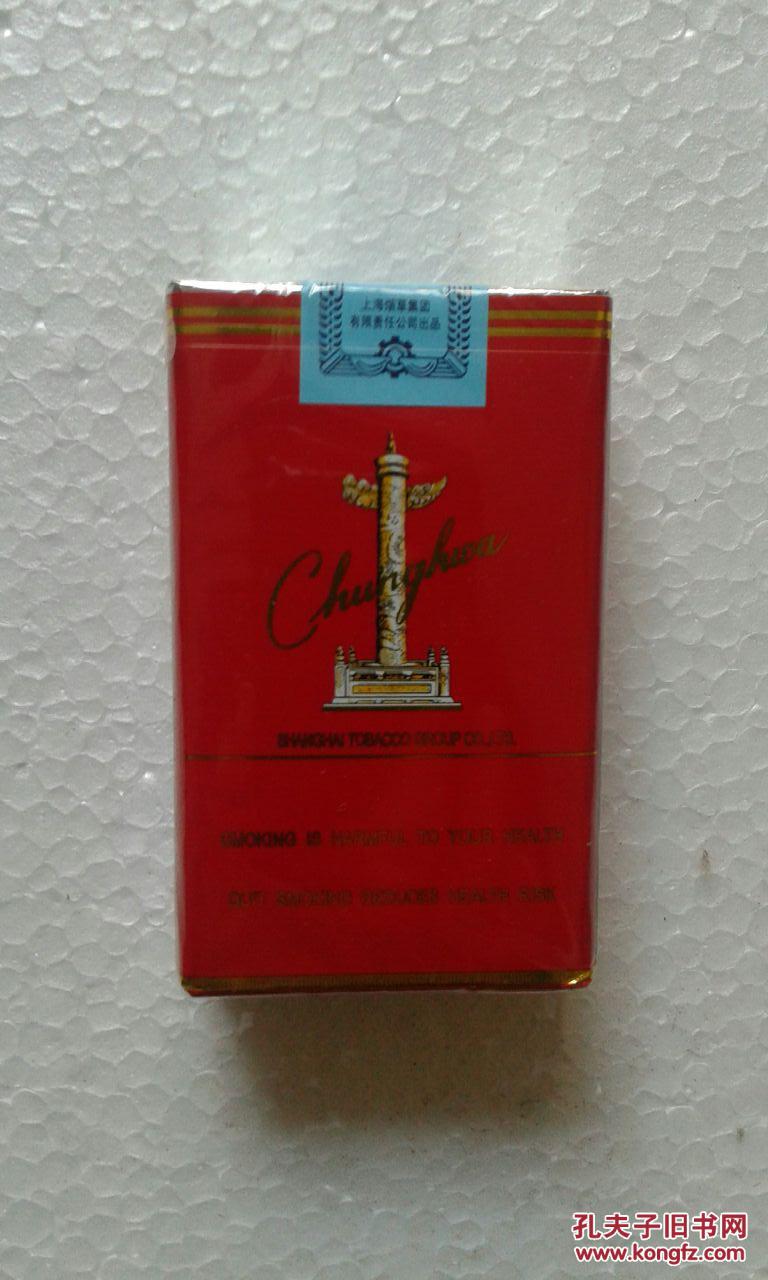 上海烟草集团
有限责任公司出品
Chunghwa
SHANGHAI TOBACCO GROUP CO.,LTD.
SMOKING IS HARMFUL TO YOUR HEALTH
QUIT SMOKING REDUCES HEALTH RISK
孔夫子旧书网
www.kongfz.com